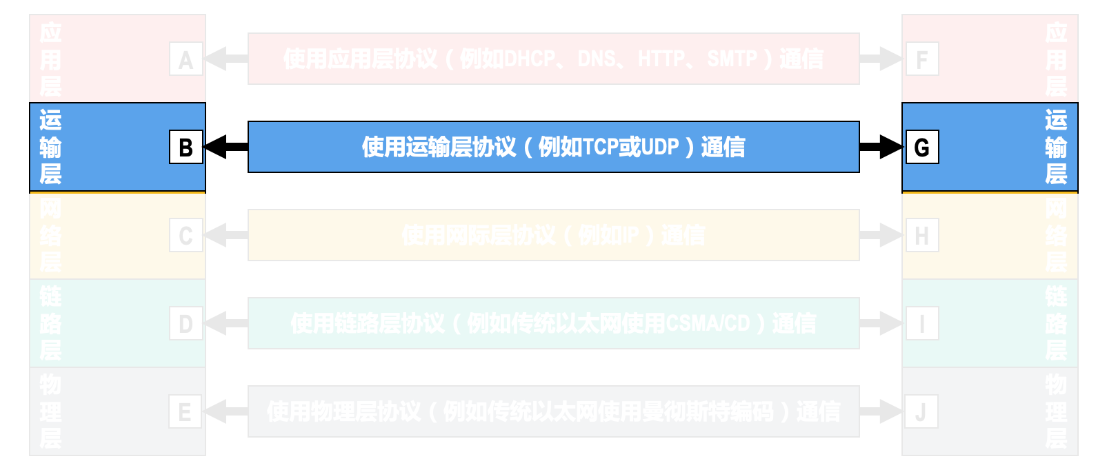 应用层 A 使用应用层协议（例如DHCP、DNS、HTTP、SMTP）通信 F 应用层
运输层 B 使用运输层协议（例如TCP或UDP）通信 G 运输层
网络层 C 使用网际层协议（例如IP）通信 H 网络层
链路层 D 使用链路层协议（例如传统以太网使用CSMA/CD）通信 I 链路层
物理层 E 使用物理层协议（例如传统以太网使用曼彻斯特编码）通信 J 物理层